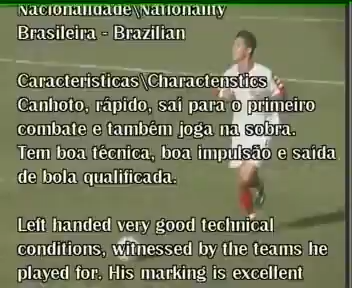 Nacionalidade\Nationality
Brasileira - Brazilian
Caracteristicas\Charactenstics
Canhoto, rápido, saí para o primeiro
combate e também joga na sobra.
Tem boa técnica, boa impulsão e saída
de bola qualificada.
Left handed very good technical
conditions, witnessed by the teams he
played for. His marking is excellent